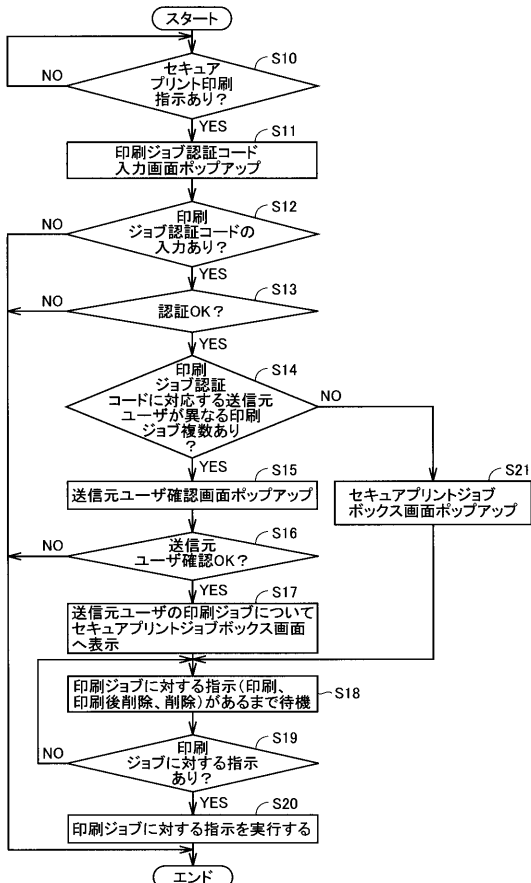 スタート
S10
セキュア
プリント印刷
指示あり?
NO
YES
S11
印刷ジョブ認証コード
入力画面ポップアップ
S12
印刷
ジョブ認証コードの
入力あり?
NO
YES
S13
認証OK?
NO
YES
S14
印刷
ジョブ認証
コードに対応する送信元
ユーザが異なる印刷
ジョブ複数あり
?
NO
YES
S15
送信元ユーザ確認画面ポップアップ
S21
セキュアプリントジョブ
ボックス画面ポップアップ
S16
送信元
ユーザ確認OK?
NO
YES
S17
送信元ユーザの印刷ジョブについて
セキュアプリントジョブボックス画面
へ表示
印刷ジョブに対する指示(印刷、
印刷後削除、削除)があるまで待機
S18
S19
印刷
ジョブに対する指示
あり?
NO
YES
S20
印刷ジョブに対する指示を実行する
エンド